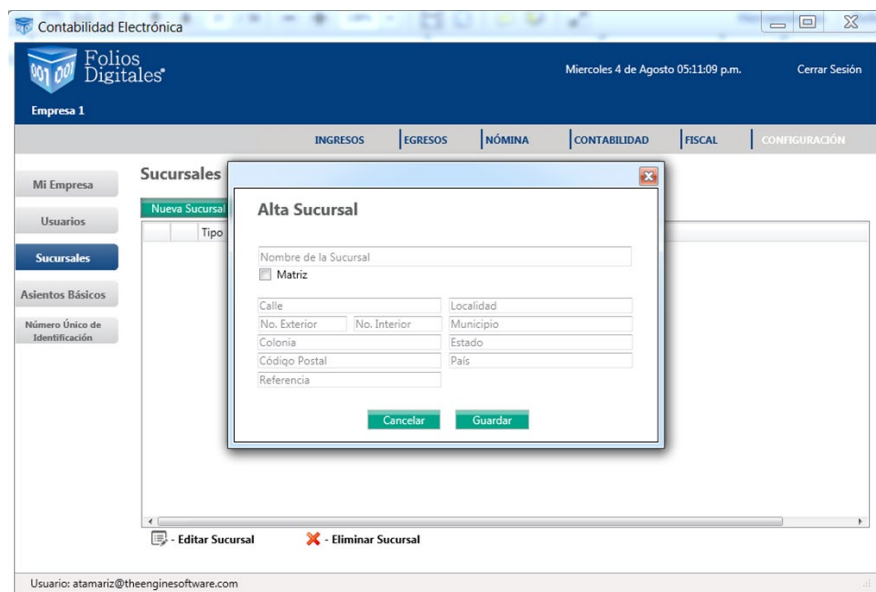 Contabilidad Electrónica
Folios
Digitales
001 001
Miercoles 4 de Agosto 05:11:09 p.m.
Cerrar Sesión
Empresa 1
INGRESOS
EGRESOS
NÓMINA
CONTABILIDAD
FISCAL
CONFIGURACIÓN
Mi Empresa
Usuarios
Sucursales
Asientos Básicos
Número Único de
Identificación
Sucursales
Nueva Sucursal
Tipo
Alta Sucursal
Nombre de la Sucursal
Matriz
Calle
Localidad
No. Exterior
No. Interior
Municipio
Colonia
Estado
Código Postal
País
Referencia
Cancelar
Guardar
- Editar Sucursal
- Eliminar Sucursal
Usuario: atamariz@theenginesoftware.com